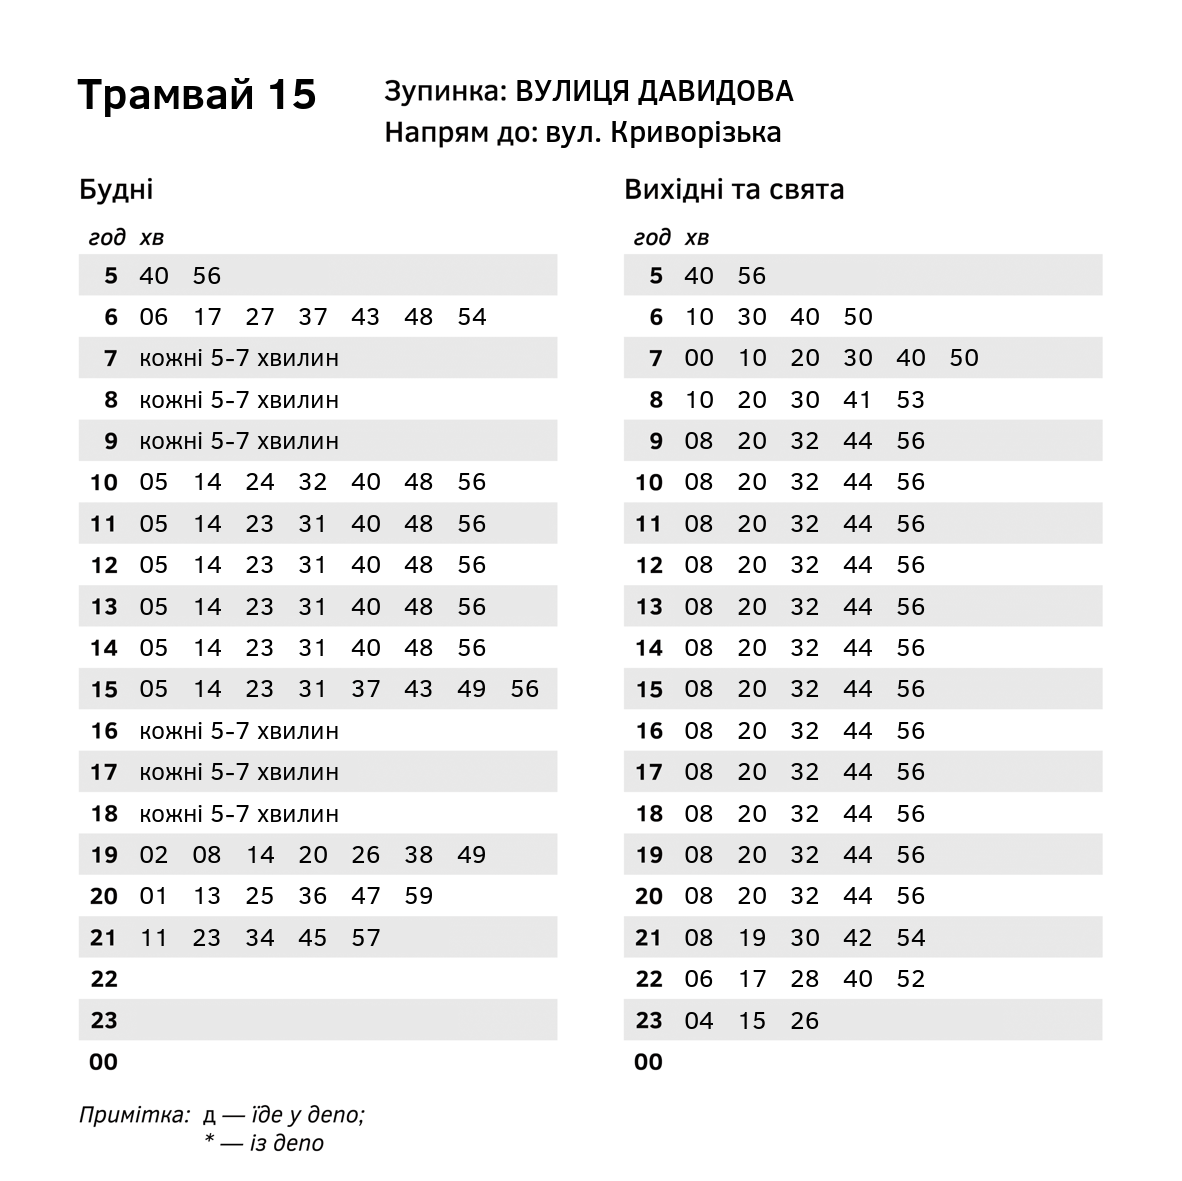 Трамвай 15
Зупинка: ВУЛИЦЯ ДАВИДОВА
Напрям до: вул. Криворізька
Будні
год хв
5 40 56
6 06 17 27 37 43 48 54
7 кожні 5-7 хвилин
8 кожні 5-7 хвилин
9 кожні 5-7 хвилин
10 05 14 24 32 40 48 56
11 05 14 23 31 40 48 56
12 05 14 23 31 40 48 56
13 05 14 23 31 40 48 56
14 05 14 23 31 40 48 56
15 05 14 23 31 37 43 49 56
16 кожні 5-7 хвилин
17 кожні 5-7 хвилин
18 кожні 5-7 хвилин
19 02 08 14 20 26 38 49
20 01 13 25 36 47 59
21 11 23 34 45 57
22
23
00
Вихідні та свята
год хв
5 40 56
6 10 30 40 50
7 00 10 20 30 40 50
8 10 20 30 41 53
9 08 20 32 44 56
10 08 20 32 44 56
11 08 20 32 44 56
12 08 20 32 44 56
13 08 20 32 44 56
14 08 20 32 44 56
15 08 20 32 44 56
16 08 20 32 44 56
17 08 20 32 44 56
18 08 20 32 44 56
19 08 20 32 44 56
20 08 20 32 44 56
21 08 19 30 42 54
22 06 17 28 40 52
23 04 15 26
00
Примітка: д — їде у депо;
* — із депо